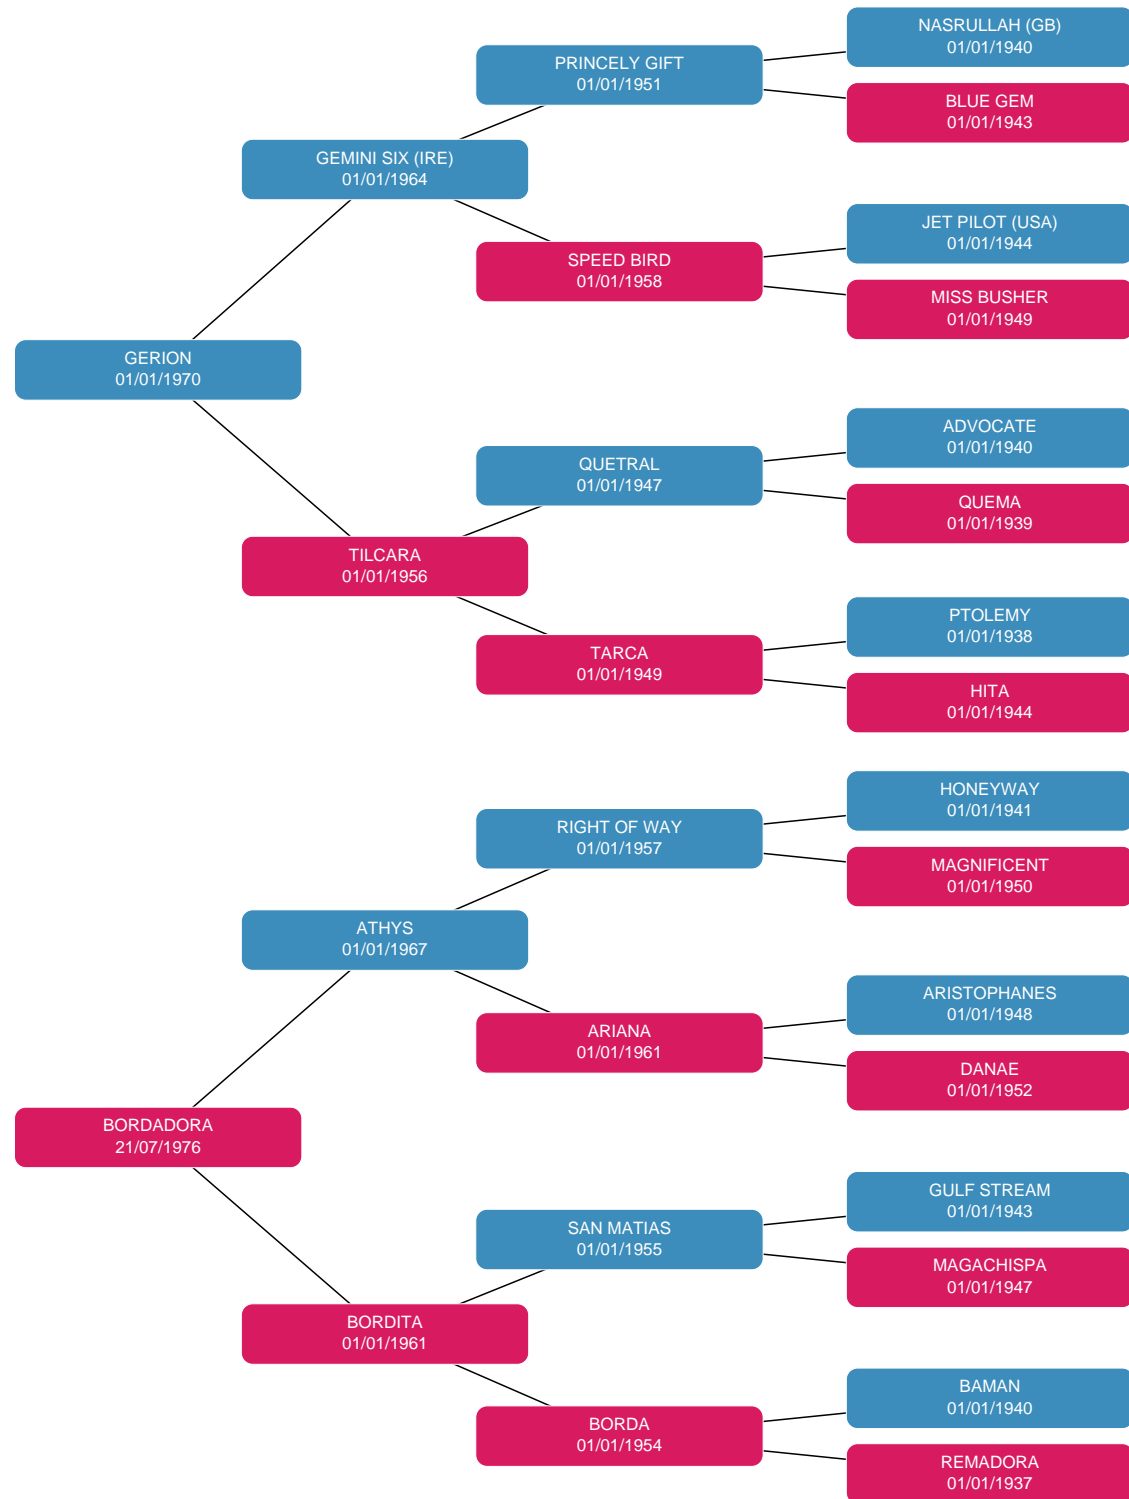 NASRULLAH (GB)
01/01/1940
PRINCELY GIFT
01/01/1951
BLUE GEM
01/01/1943
GEMINI SIX (IRE)
01/01/1964
JET PILOT (USA)
01/01/1944
SPEED BIRD
01/01/1958
MISS BUSHER
01/01/1949
GERION
01/01/1970
ADVOCATE
01/01/1940
QUETRAL
01/01/1947
QUEMA
01/01/1939
TILCARA
01/01/1956
PTOLEMY
01/01/1938
TARCA
01/01/1949
HITA
01/01/1944
HONEYWAY
01/01/1941
RIGHT OF WAY
01/01/1957
MAGNIFICENT
01/01/1950
ATHYS
01/01/1967
ARISTOPHANES
01/01/1948
ARIANA
01/01/1961
DANAE
01/01/1952
BORDADORA
21/07/1976
GULF STREAM
01/01/1943
SAN MATIAS
01/01/1955
MAGACHISPA
01/01/1947
BORDITA
01/01/1961
BAMAN
01/01/1940
BORDA
01/01/1954
REMADORA
01/01/1937